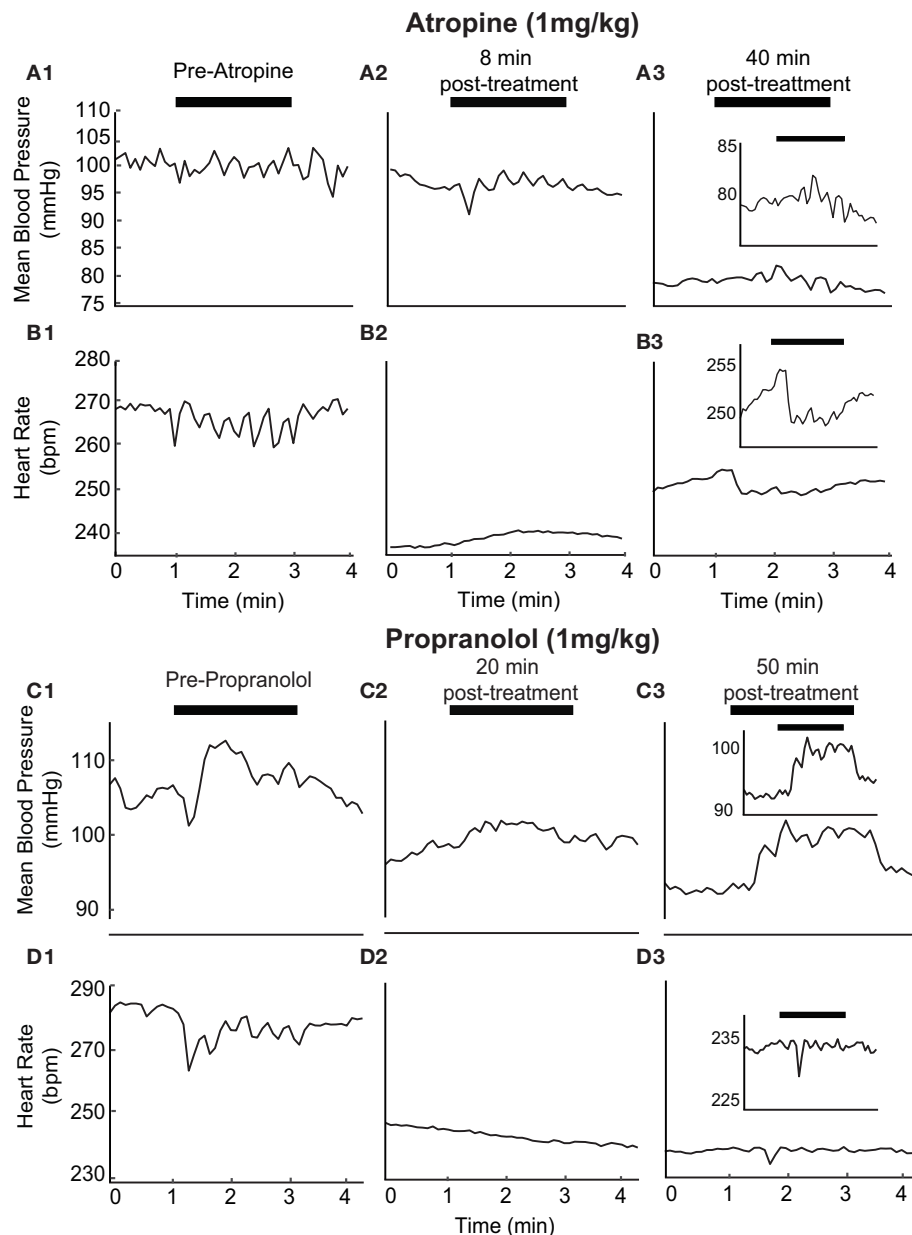 Atropine (1mg/kg)
A1
Pre-Atropine
A2
8 min
post-treatment
A3
40 min
post-treattment
Mean Blood Pressure
(mmHg)
110
105
100
95
90
85
80
75
85
80
B1
B2
B3
Heart Rate
(bpm)
280
270
260
250
240
255
250
0 1 2 3 4
0 1 2 3 4
0 1 2 3 4
Time (min)
Time (min)
Time (min)
Propranolol (1mg/kg)
C1
Pre-Propranolol
C2
20 min
post-treatment
C3
50 min
post-treatment
Mean Blood Pressure
(mmHg)
110
100
90
100
90
D1
D2
D3
Heart Rate
(bpm)
290
270
250
230
235
225
0 1 2 3 4
0 1 2 3 4
0 1 2 3 4
Time (min)
Time (min)
Time (min)